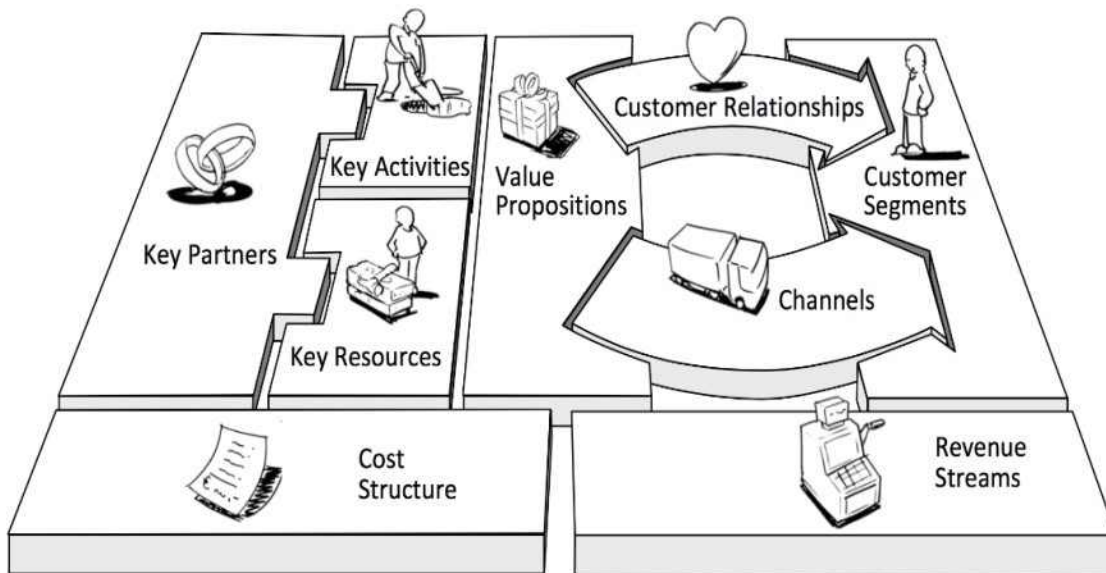 Key Partners
Key Activities
Key Resources
Value
Propositions
Customer Relationships
Channels
Customer
Segments
Cost
Structure
Revenue
Streams